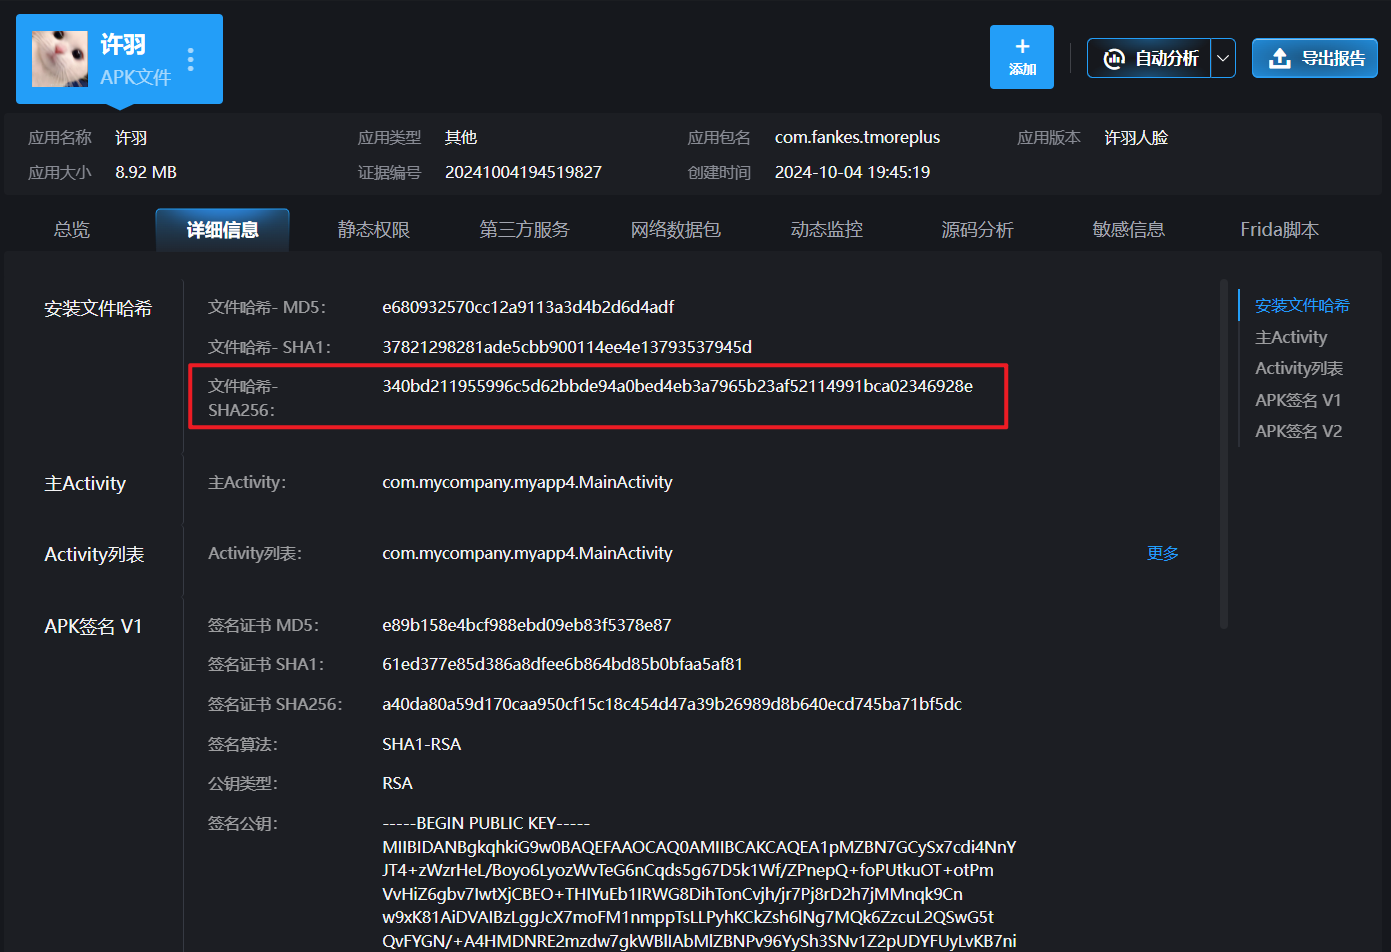 许羽
APK文件
添加
自动分析
导出报告
应用名称 许羽 应用类型 其他 应用包名 com.fankes.tmoreplus 应用版本 许羽人脸
应用大小 8.92 MB 证据编号 20241004194519827 创建时间 2024-10-04 19:45:19
总览 详细信息 静态权限 第三方服务 网络数据包 动态监控 源码分析 敏感信息 Frida脚本
安装文件哈希 文件哈希- MD5: e680932570cc12a9113a3d4b2d6d4adf
文件哈希- SHA1: 37821298281ade5cbb900114ee4e13793537945d
文件哈希- 340bd211955996c5d62bbde94a0bed4eb3a7965b23af52114991bca02346928e
SHA256:
主Activity 主Activity: com.mycompany.myapp4.MainActivity
Activity列表 Activity列表: com.mycompany.myapp4.MainActivity 更多
APK签名 V1 签名证书 MD5: e89b158e4bcf988ebd09eb83f5378e87
签名证书 SHA1: 61ed377e85d386a8dfee6b864bd85b0bfaa5af81
签名证书 SHA256: a40da80a59d170caa950cf15c18c454d47a39b26989d8b640ecd745ba71bf5dc
签名算法: SHA1-RSA
公钥类型: RSA
签名公钥: -----BEGIN PUBLIC KEY-----
MIIBIDANBgkqhkiG9w0BAQEFAAOCAQ0AMIIBCAKCAQEA1pMZBN7GCySx7cdi4NnY
JT4+zWzrHeL/Boyo6LyozWvTeG6nCqds5g67D5k1Wf/ZPnepQ+foPUtkuOT+otPm
VvHiZ6gbv7IwtXjCBEO+THIYuEb1IRWG8DihTonCvjh/jr7Pj8rD2h7jMMnqk9Cn
w9xK81AiDVAIBzLggJcX7moFM1nmppTsLLPyhKCkZsh6lNg7MQk6ZzcuL2QSwG5t
QvFYGN/+A4HMDNRE2mzdw7gkWBlIAbMlZBNPv96YySh3SNv1Z2pUDYFUyLvKB7ni
安装文件哈希
主Activity
Activity列表
APK签名 V1
APK签名 V2